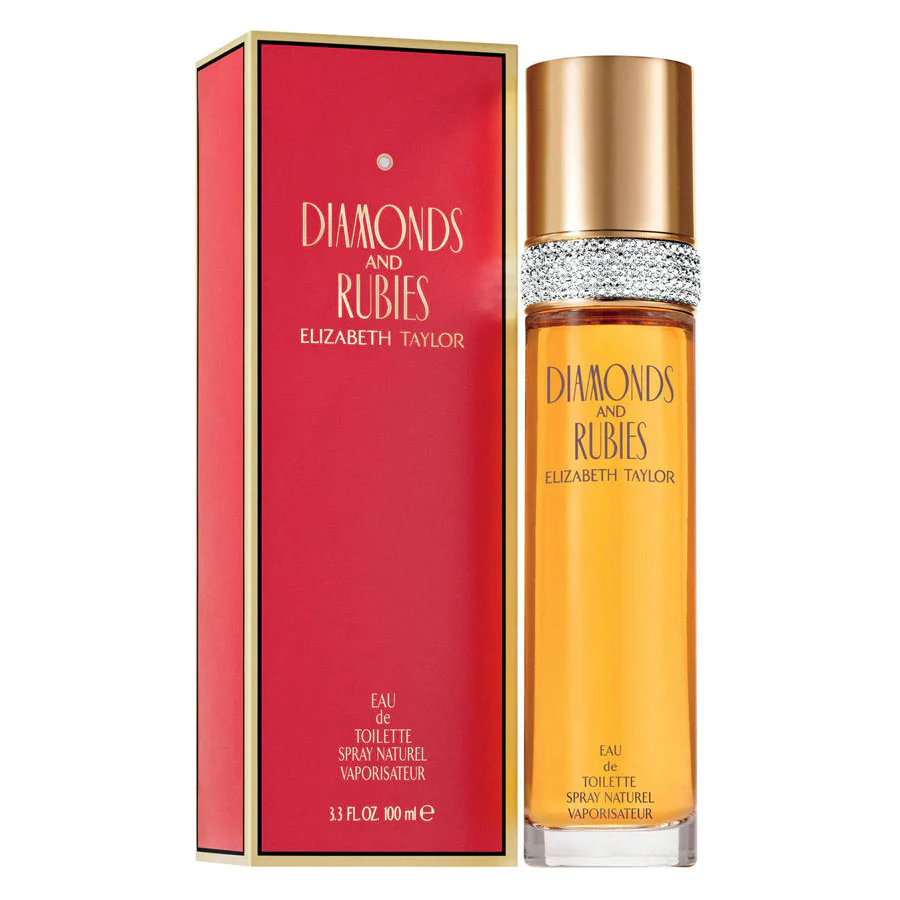 DIAMONDS
AND
RUBIES
ELIZABETH TAYLOR
EAU
de
TOILETTE
SPRAY NATUREL
VAPORISATEUR
3.3 FL.OZ. 100 ml ℮
DIAMONDS
AND
RUBIES
ELIZABETH TAYLOR
EAU
de
TOILETTE
SPRAY NATUREL
VAPORISATEUR